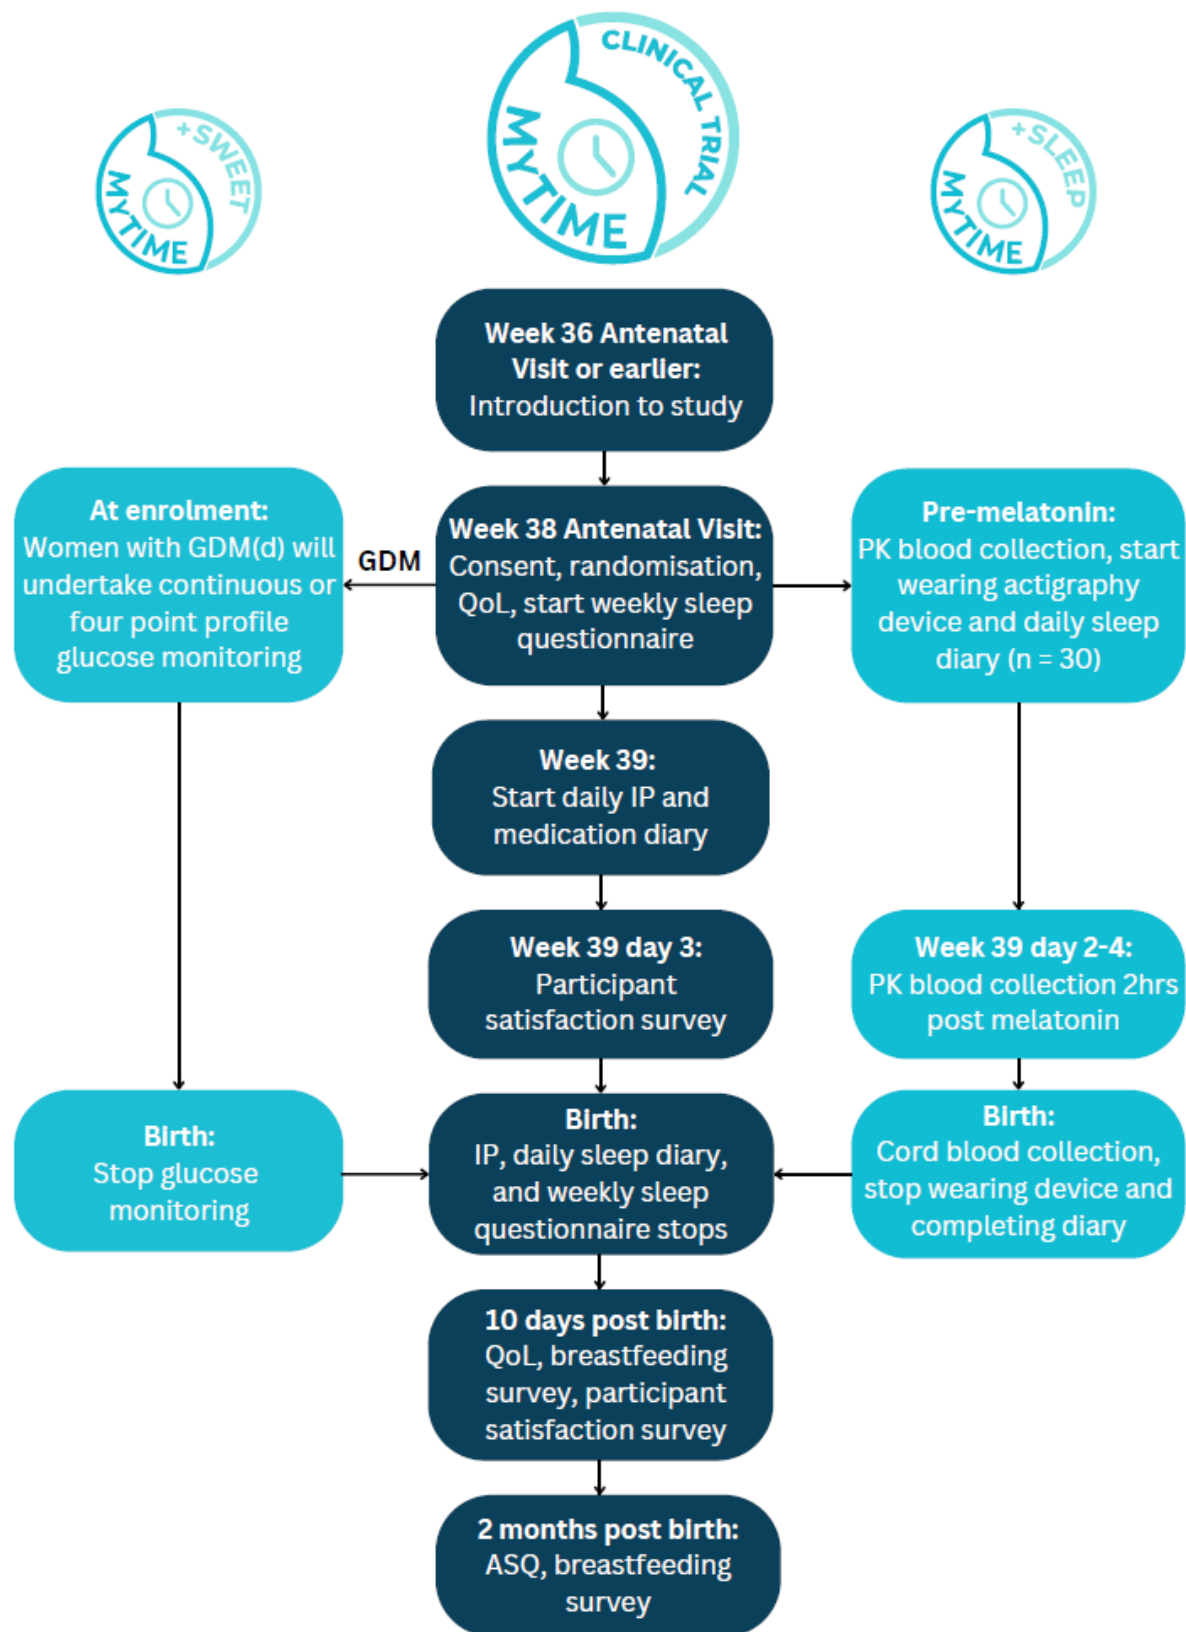 +SWEET
MYTIME
CLINICAL TRIAL
MYTIME
+SLEEP
MYTIME
Week 36 Antenatal
Visit or earlier:
Introduction to study
At enrolment:
Women with GDM(d) will
undertake continuous or
four point profile
glucose monitoring
GDM
Week 38 Antenatal Visit:
Consent, randomisation,
QoL, start weekly sleep
questionnaire
Pre-melatonin:
PK blood collection, start
wearing actigraphy
device and daily sleep
diary (n = 30)
Week 39:
Start daily IP and
medication diary
Week 39 day 3:
Participant
satisfaction survey
Week 39 day 2-4:
PK blood collection 2hrs
post melatonin
Birth:
Stop glucose
monitoring
Birth:
IP, daily sleep diary,
and weekly sleep
questionnaire stops
Birth:
Cord blood collection,
stop wearing device and
completing diary
10 days post birth:
QoL, breastfeeding
survey, participant
satisfaction survey
2 months post birth:
ASQ, breastfeeding
survey